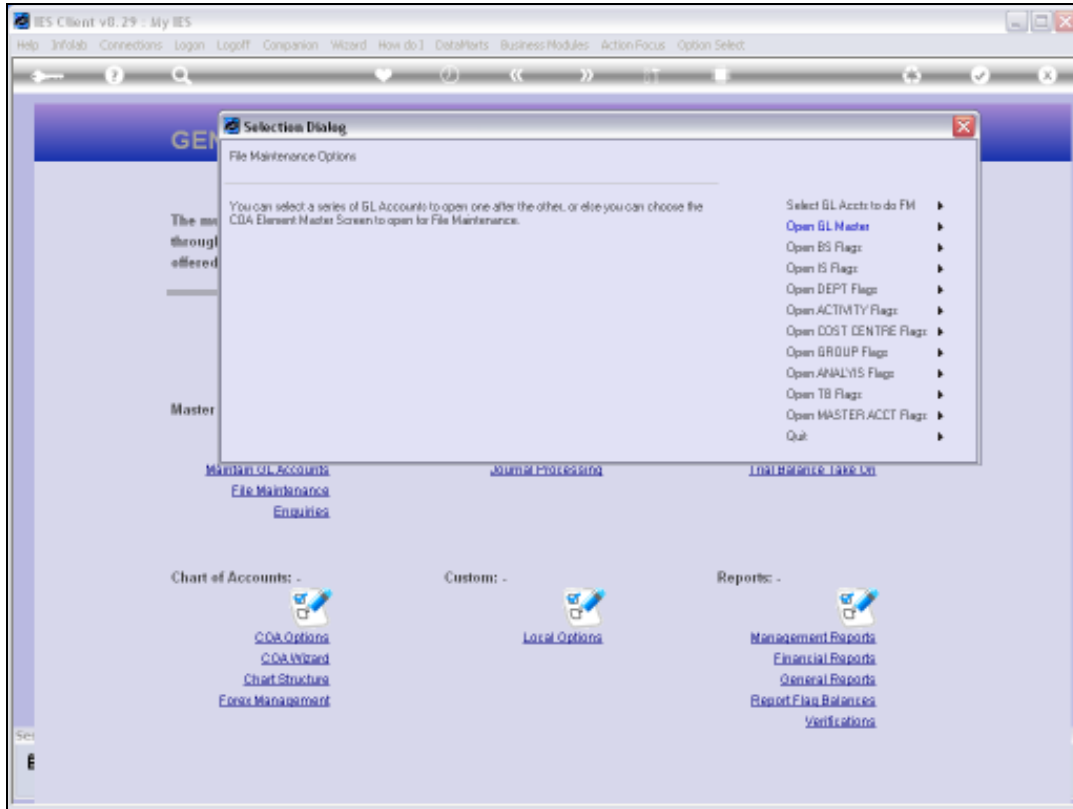 IES Client v8.29 : My IES
Help Infolab Connections Logon Logoff Companion Wizard How do I DataMarts Business Modules Action Focus Option Select
GEN
Selection Dialog
File Maintenance Options
You can select a series of GL Accounts to open one after the other, or else you can choose the
COA Element Master Screen to open for File Maintenance.
Select GL Accts to do FM
Open GL Master
Open BS Flags
Open IS Flags
Open DEPT Flags
Open ACTIVITY Flags
Open COST CENTRE Flags
Open GROUP Flags
Open ANALYIS Flags
Open TB Flags
Open MASTER ACCT Flags
Quit
The
through
offered
Master
Maintain GL Accounts Journal Processing Trial Balance Take On
File Maintenance
Enquiries
Chart of Accounts: - Custom: - Reports: -
COA Options Local Options Management Reports
COA Wizard Financial Reports
Chart Structure General Reports
Forex Management Report Flag Balances
Verifications